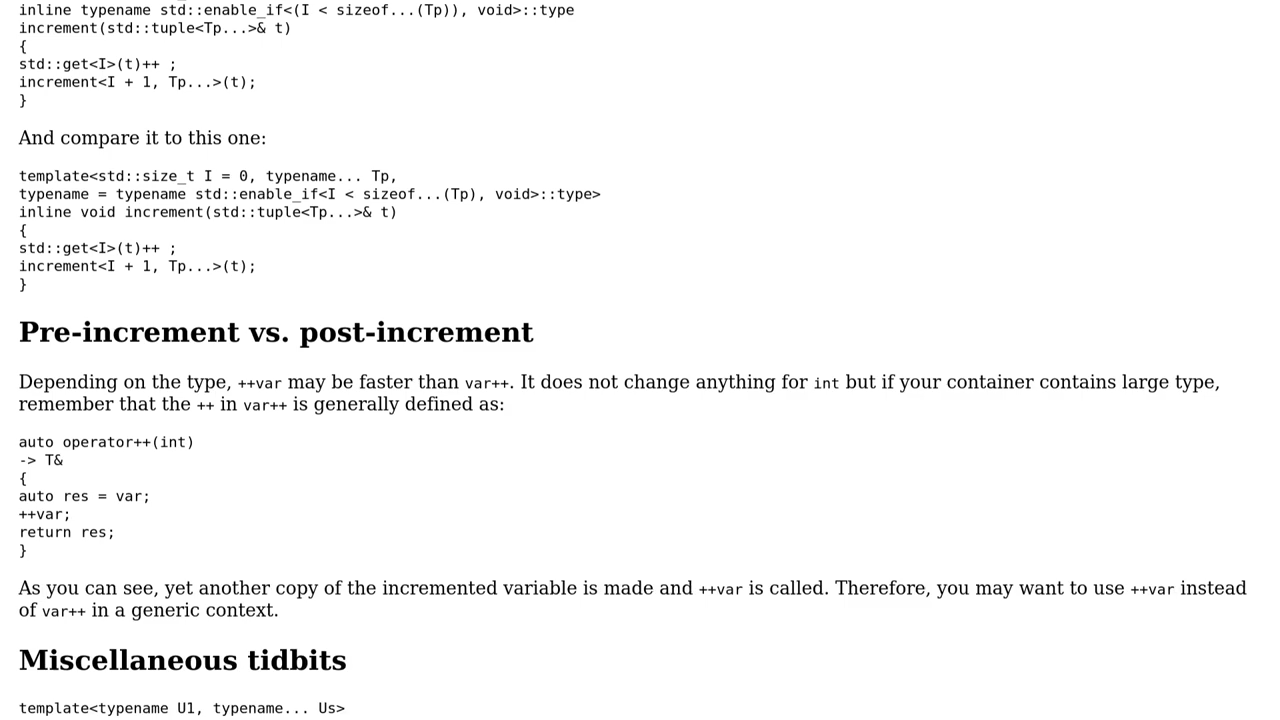 inline typename std::enable_if<(I < sizeof...(Tp)), void>::type
increment(std::tuple<Tp...>& t)
{
std::get<I>(t)++ ;
increment<I + 1, Tp...>(t);
}
And compare it to this one:
template<std::size_t I = 0, typename... Tp,
typename = typename std::enable_if<I < sizeof...(Tp), void>::type>
inline void increment(std::tuple<Tp...>& t)
{
std::get<I>(t)++ ;
increment<I + 1, Tp...>(t);
}
Pre-increment vs. post-increment
Depending on the type, ++var may be faster than var++. It does not change anything for int but if your container contains large type,
remember that the ++ in var++ is generally defined as:
auto operator++(int)
-> T&
{
auto res = var;
++var;
return res;
}
As you can see, yet another copy of the incremented variable is made and ++var is called. Therefore, you may want to use ++var instead
of var++ in a generic context.
Miscellaneous tidbits
template<typename U1, typename... Us>